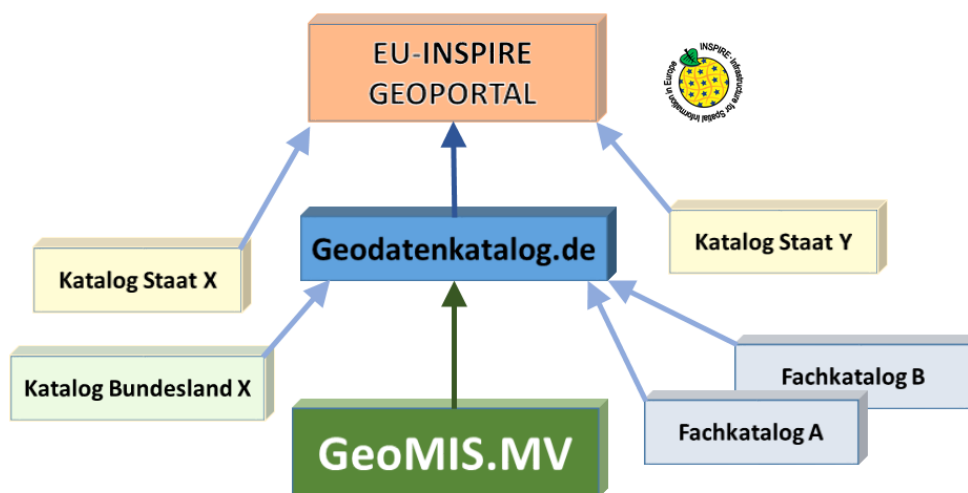 EU-INSPIRE
GEOPORTAL
INSPIRE - Infrastructure for Spatial Information in Europe
Katalog Staat X
Geodatenkatalog.de
Katalog Staat Y
Katalog Bundesland X
GeoMIS.MV
Fachkatalog A
Fachkatalog B